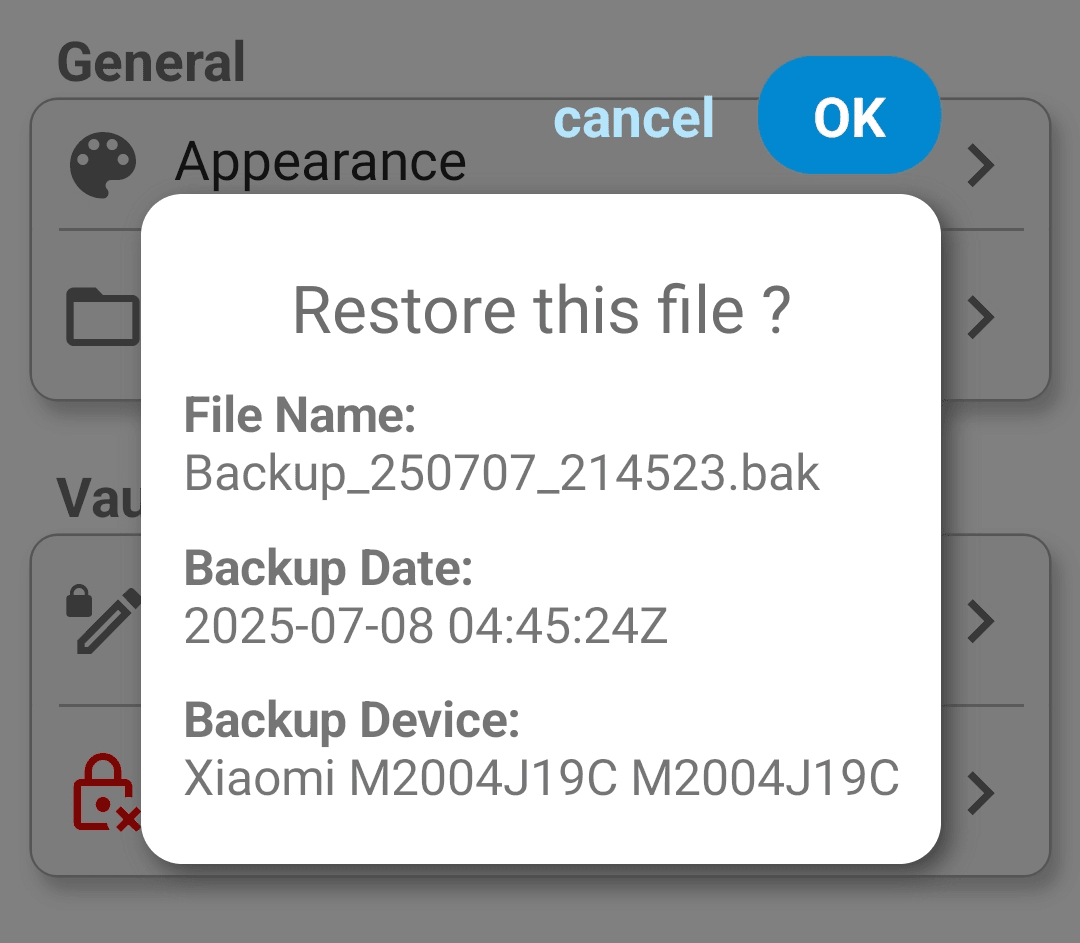 General
cancel
OK
Appearance
Restore this file ?
File Name:
Backup_250707_214523.bak
Vau
Backup Date:
2025-07-08 04:45:24Z
Backup Device:
Xiaomi M2004J19C M2004J19C